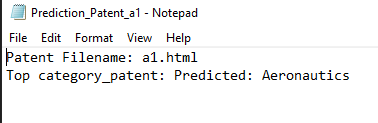 Prediction_Patent_a1 - Notepad
File Edit Format View Help
Patent Filename: a1.html
Top category_patent: Predicted: Aeronautics